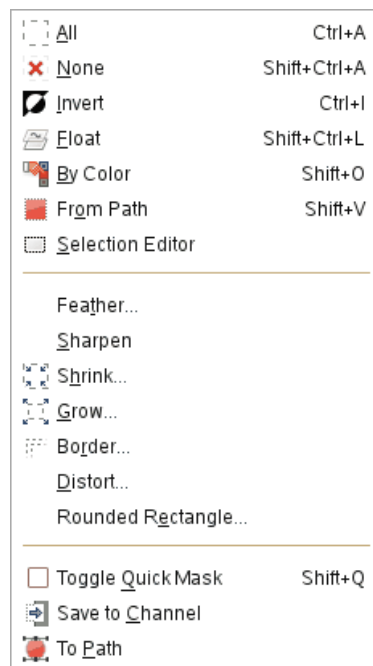 All Ctrl+A
None Shift+Ctrl+A
Invert Ctrl+I
Float Shift+Ctrl+L
By Color Shift+O
From Path Shift+V
Selection Editor
Feather...
Sharpen
Shrink...
Grow...
Border...
Distort...
Rounded Rectangle...
Toggle Quick Mask Shift+Q
Save to Channel
To Path